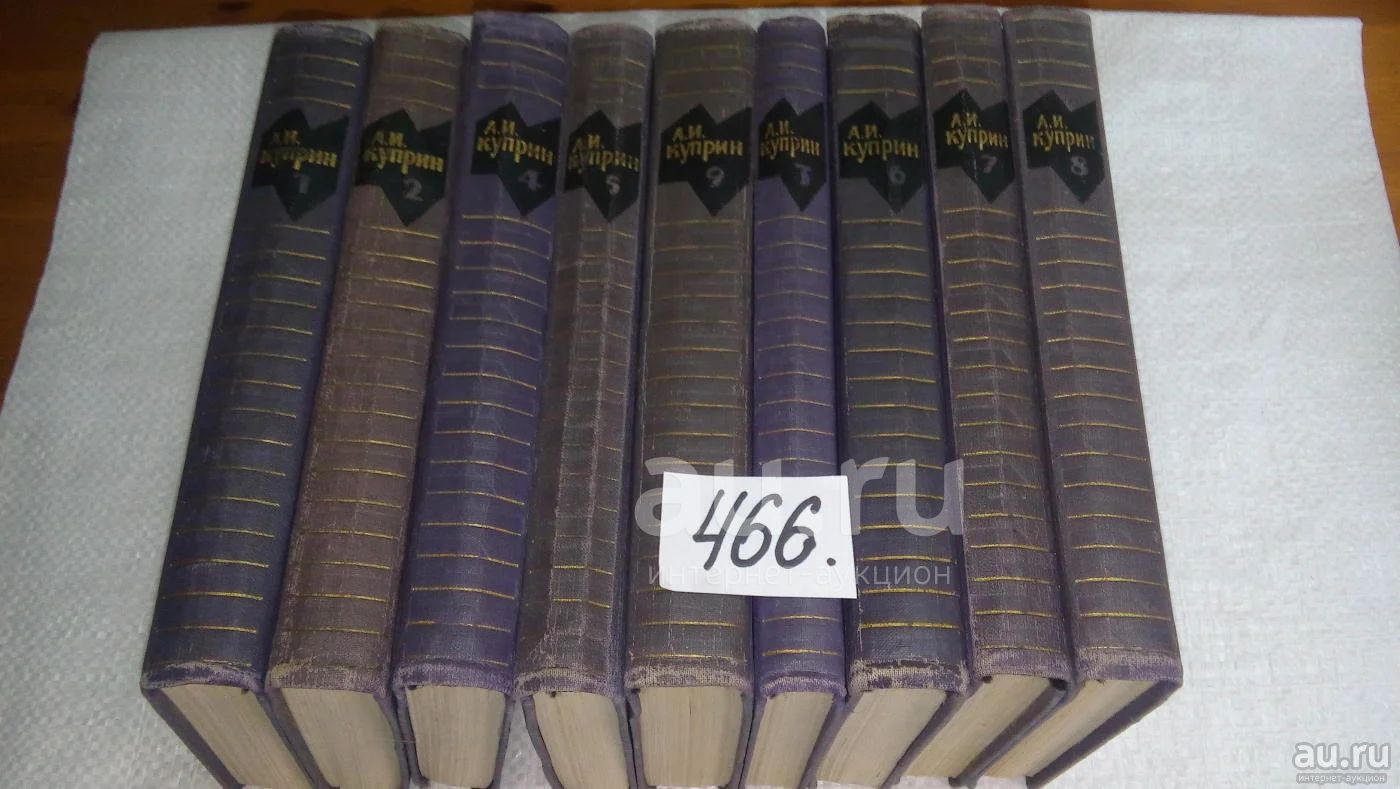 А.И.
Куприн
1
А.И.
Куприн
2
А.И.
Куприн
4
А.И.
Куприн
5
А.И.
Куприн
9
А.И.
Куприн
3
А.И.
Куприн
6
А.И.
Куприн
7
А.И.
Куприн
8
au.ru
466.
интернет-аукцион
au.ru
интернет-аукцион